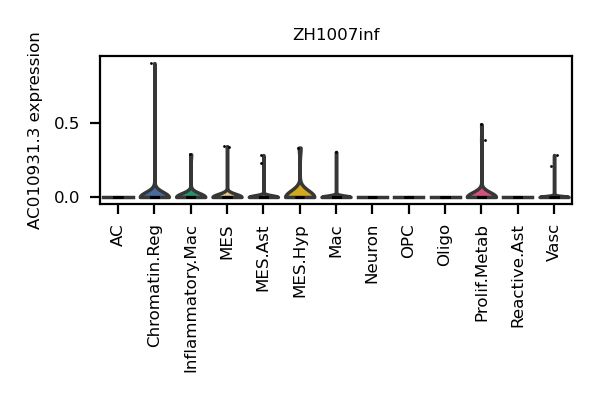 ZH1007inf
AC010931.3 expression
0.5
0.0
AC
Chromatin.Reg
Inflammatory.Mac
MES
MES.Ast
MES.Hyp
Mac
Neuron
OPC
Oligo
Prolif.Metab
Reactive.Ast
Vasc